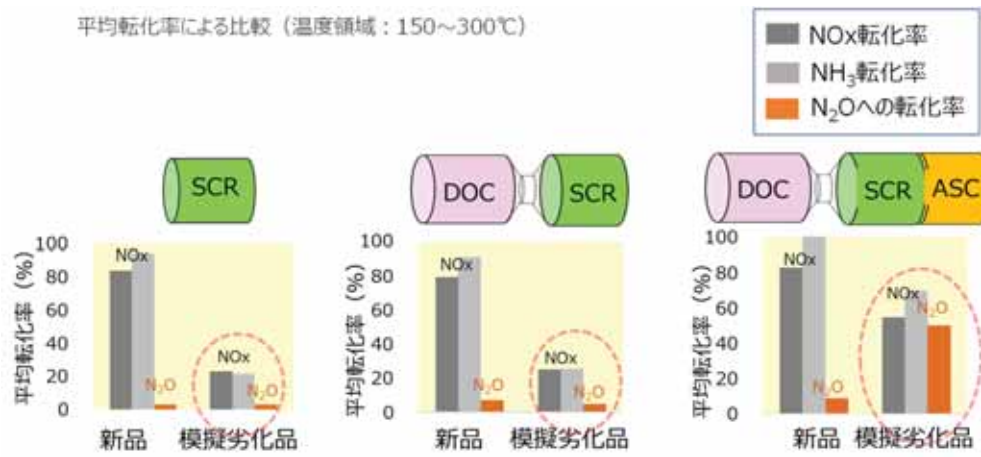 平均転化率による比較（温度領域：150～300℃）
NOx転化率
NH₃転化率
N₂Oへの転化率
SCR
DOC
SCR
DOC
SCR
ASC
平均転化率（%）
100
80
60
40
20
0
NOx
N₂O
NOx
N₂O
新品
模擬劣化品
平均転化率（%）
100
80
60
40
20
0
NOx
N₂O
NOx
N₂O
新品
模擬劣化品
平均転化率（%）
100
80
60
40
20
0
NOx
N₂O
NOx
N₂O
新品
模擬劣化品